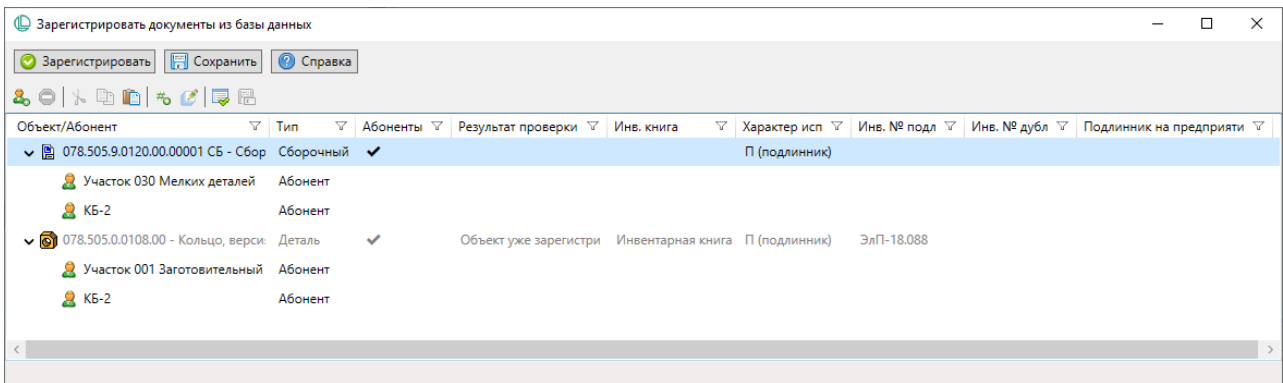 Зарегистрировать документы из базы данных
Зарегистрировать Сохранить Справка
Объект/Абонент Тип Абоненты Результат проверки Инв. книга Характер исп Инв. № подл Инв. № дубл Подлинник на предприяти
078.505.9.0120.00.00001 СБ - Сбор Сборочный П (подлинник)
Участок 030 Мелких деталей Абонент
КБ-2 Абонент
078.505.0.0108.00 - Кольцо, верси Деталь Объект уже зарегистри Инвентарная книга П (подлинник) ЭлП-18.088
Участок 001 Заготовительный Абонент
КБ-2 Абонент